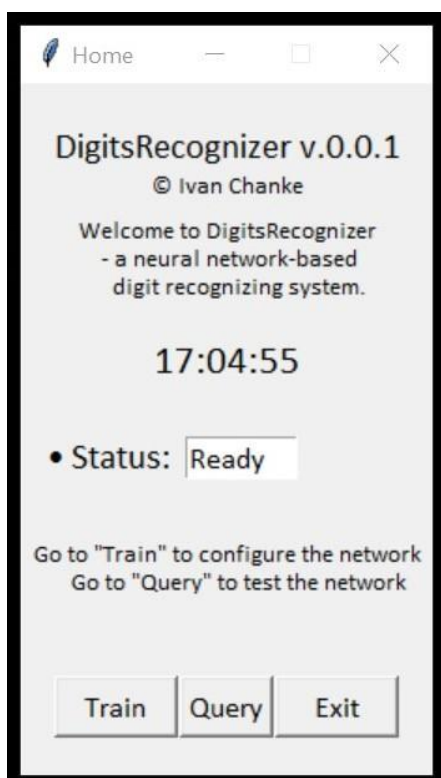 Home
DigitsRecognizer v.0.0.1
© Ivan Chanke
Welcome to DigitsRecognizer
- a neural network-based
digit recognizing system.
17:04:55
• Status: Ready
Go to "Train" to configure the network
Go to "Query" to test the network
Train Query Exit